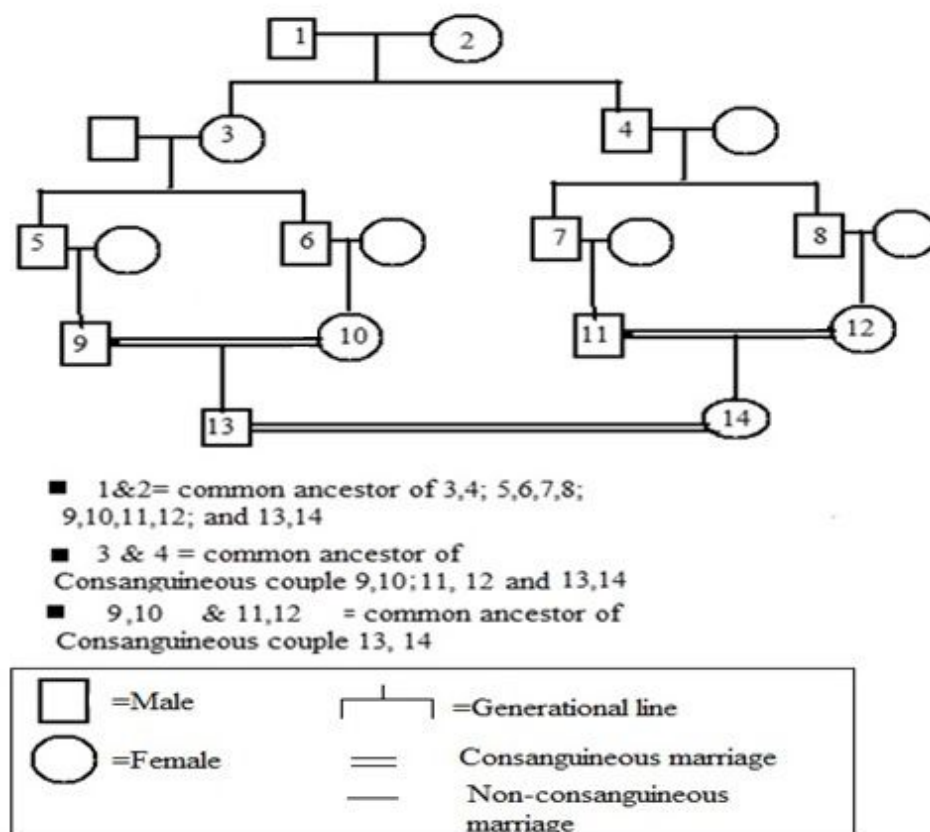 1
2
3
4
5
6
7
8
9
10
11
12
13
14
■ 1&2= common ancestor of 3,4; 5,6,7,8;
9,10,11,12; and 13,14
■ 3 & 4 = common ancestor of
Consanguineous couple 9,10;11, 12 and 13,14
■ 9,10 & 11,12 = common ancestor of
Consanguineous couple 13, 14
=Male
=Generational line
=Female
Consanguineous marriage
Non-consanguineous
marriage